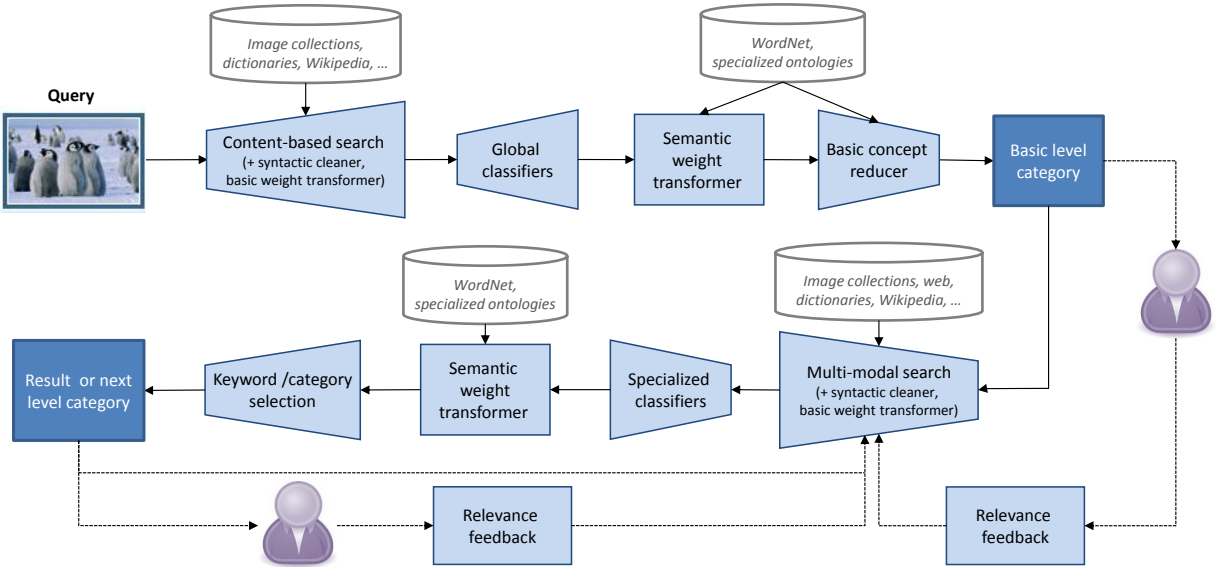 Image collections,
dictionaries, Wikipedia, …
WordNet,
specialized ontologies
Query
Content-based search
(+ syntactic cleaner,
basic weight transformer)
Global
classifiers
Semantic
weight
transformer
Basic concept
reducer
Basic level
category
WordNet,
specialized ontologies
Image collections, web,
dictionaries, Wikipedia, …
Result or next
level category
Keyword /category
selection
Semantic
weight
transformer
Specialized
classifiers
Multi-modal search
(+ syntactic cleaner,
basic weight transformer)
Relevance
feedback
Relevance
feedback